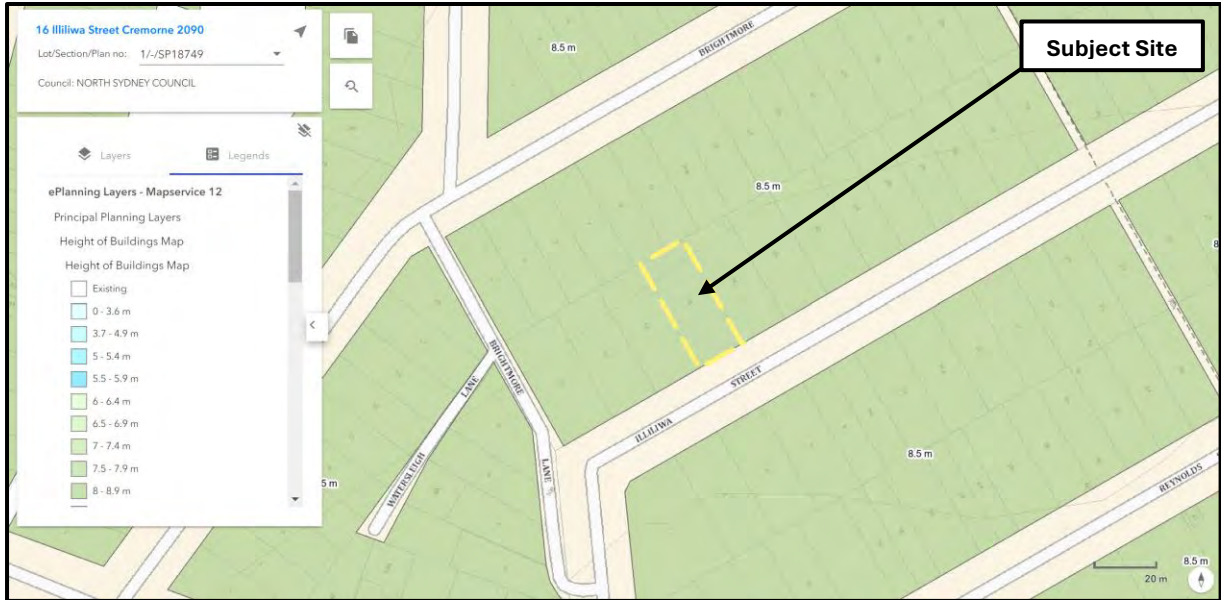 16 Illiliwa Street Cremorne 2090
Lot/Section/Plan no: 1/-/SP18749
Council: NORTH SYDNEY COUNCIL
Layers
Legends
ePlanning Layers - Mapservice 12
Principal Planning Layers
Height of Buildings Map
Height of Buildings Map
Existing
0 - 3.6 m
3.7 - 4.9 m
5 - 5.4 m
5.5 - 5.9 m
6 - 6.4 m
6.5 - 6.9 m
7 - 7.4 m
7.5 - 7.9 m
8 - 8.9 m
8.5 m
BRIGHTMORE
Subject Site
8.5 m
8
BRIGHTMORE
LANE
WATERSLEIGH
LANE
ILLILIWA
STREET
8.5 m
5 m
REYNOLDS
8.5 m
20 m